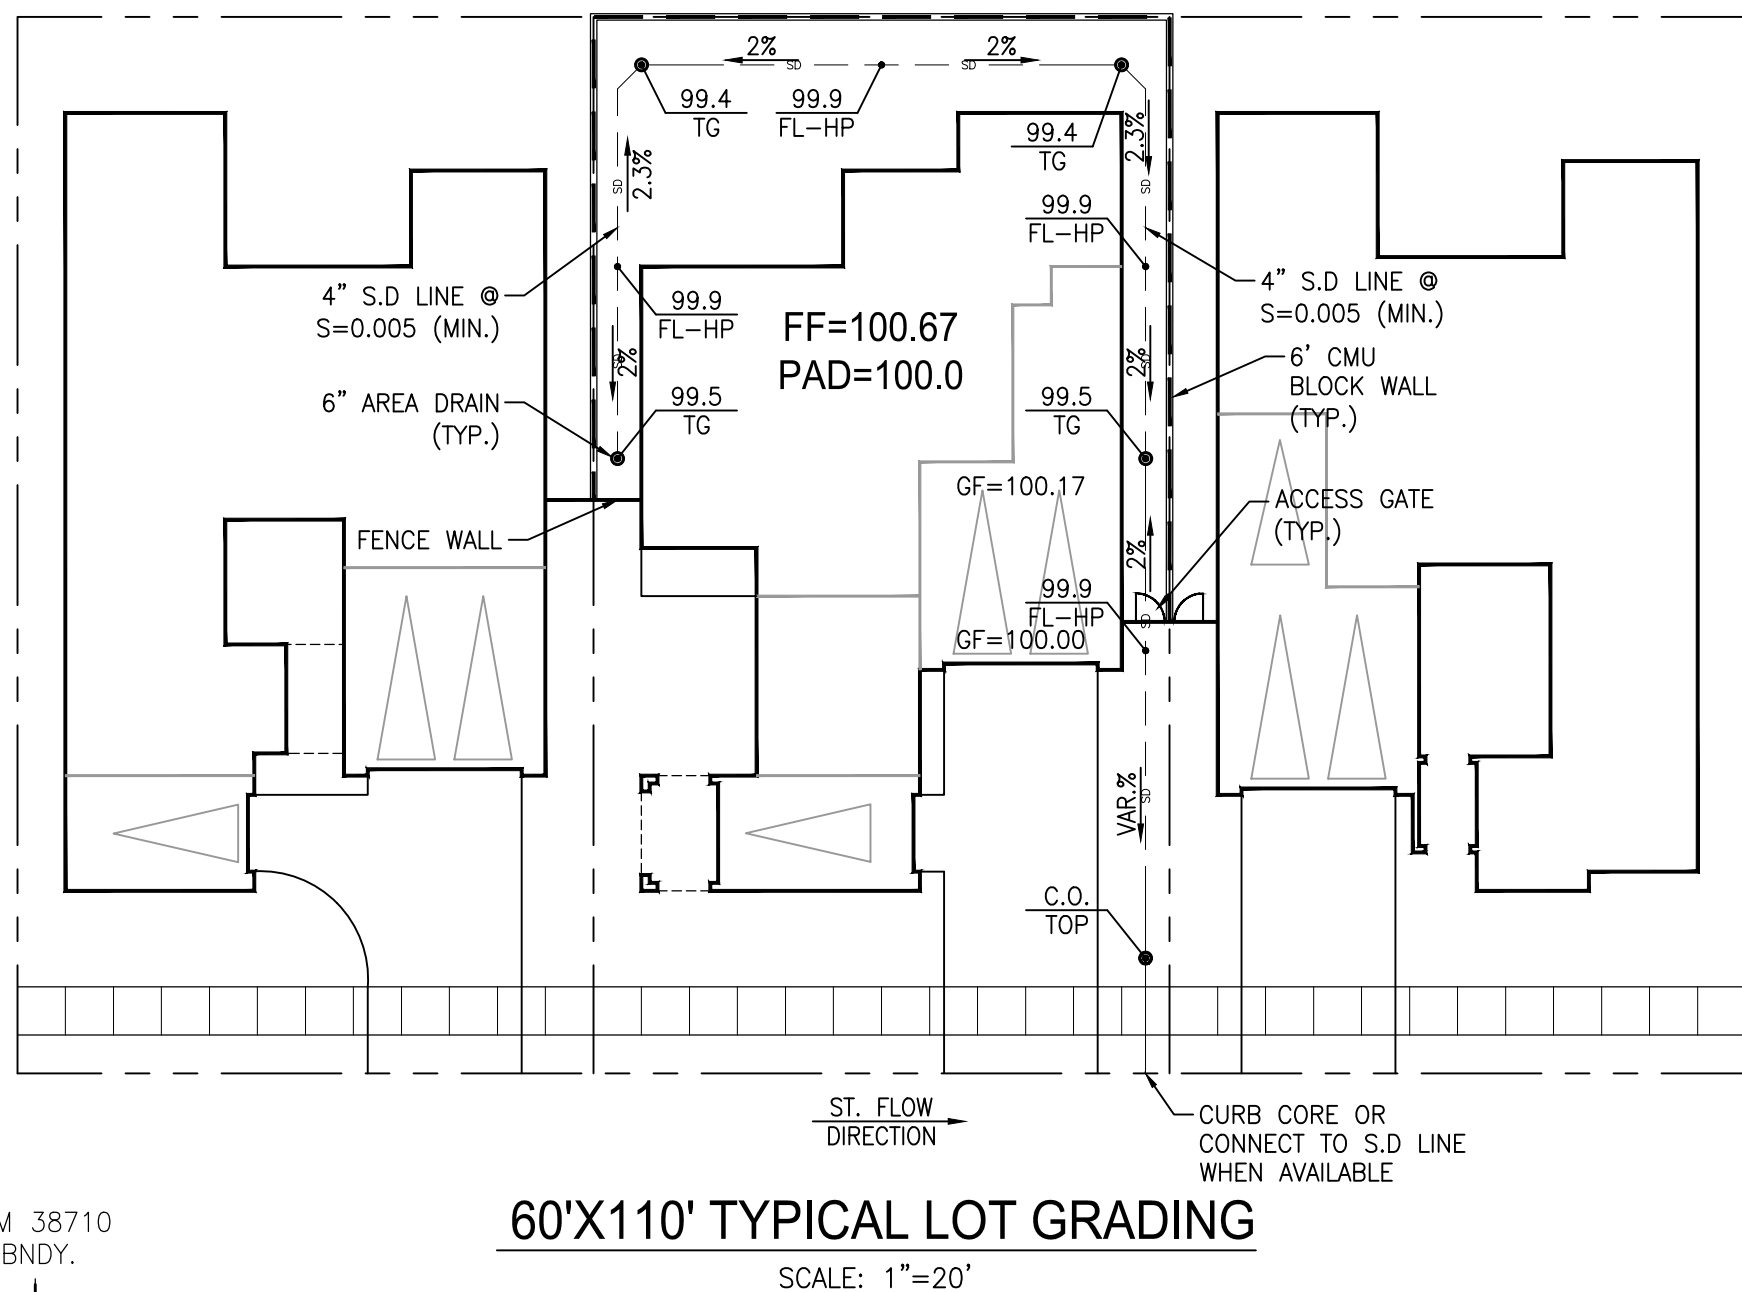 2%
SD
SD
2%
99.4
TG
99.9
FL-HP
99.4
TG
2.3%
SD
2.3%
SD
99.9
FL-HP
4” S.D LINE @
S=0.005 (MIN.)
99.9
FL-HP
FF=100.67
PAD=100.0
4” S.D LINE @
S=0.005 (MIN.)
2%
SD
2%
SD
6’ CMU
BLOCK WALL
(TYP.)
6” AREA DRAIN
(TYP.)
99.5
TG
99.5
TG
GF=100.17
ACCESS GATE
(TYP.)
FENCE WALL
2%
99.9
FL-HP
SD
GF=100.00
VAR.%
SD
C.O.
TOP
ST. FLOW
DIRECTION
CURB CORE OR
CONNECT TO S.D LINE
WHEN AVAILABLE
60'X110' TYPICAL LOT GRADING
SCALE: 1”=20’
M 38710
BNDY.